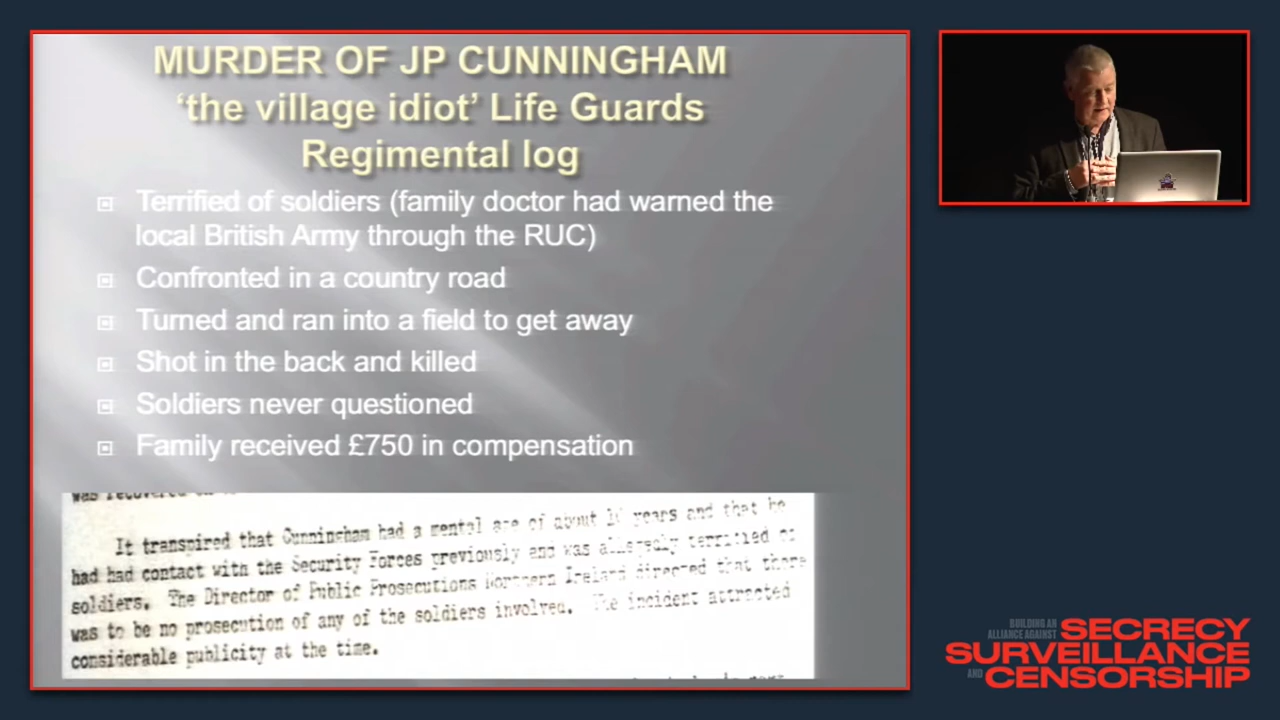 MURDER OF JP CUNNINGHAM
‘the village idiot’ Life Guards
Regimental log
Terrified of soldiers (family doctor had warned the
local British Army through the RUC)
Confronted in a country road
Turned and ran into a field to get away
Shot in the back and killed
Soldiers never questioned
Family received £750 in compensation
was recovered
It transpired that Cunningham had a mental age of about years and that he
had had contact with the Security Forces previously and was allegedly terrified of
soldiers. The Director of Public Prosecutions Northern Ireland directed that there
was to be no prosecution of any of the soldiers involved. The incident attracted
considerable publicity at the time.
BUILDING AN
ALLIANCE AGAINST
SECRECY
SURVEILLANCE
AND CENSORSHIP